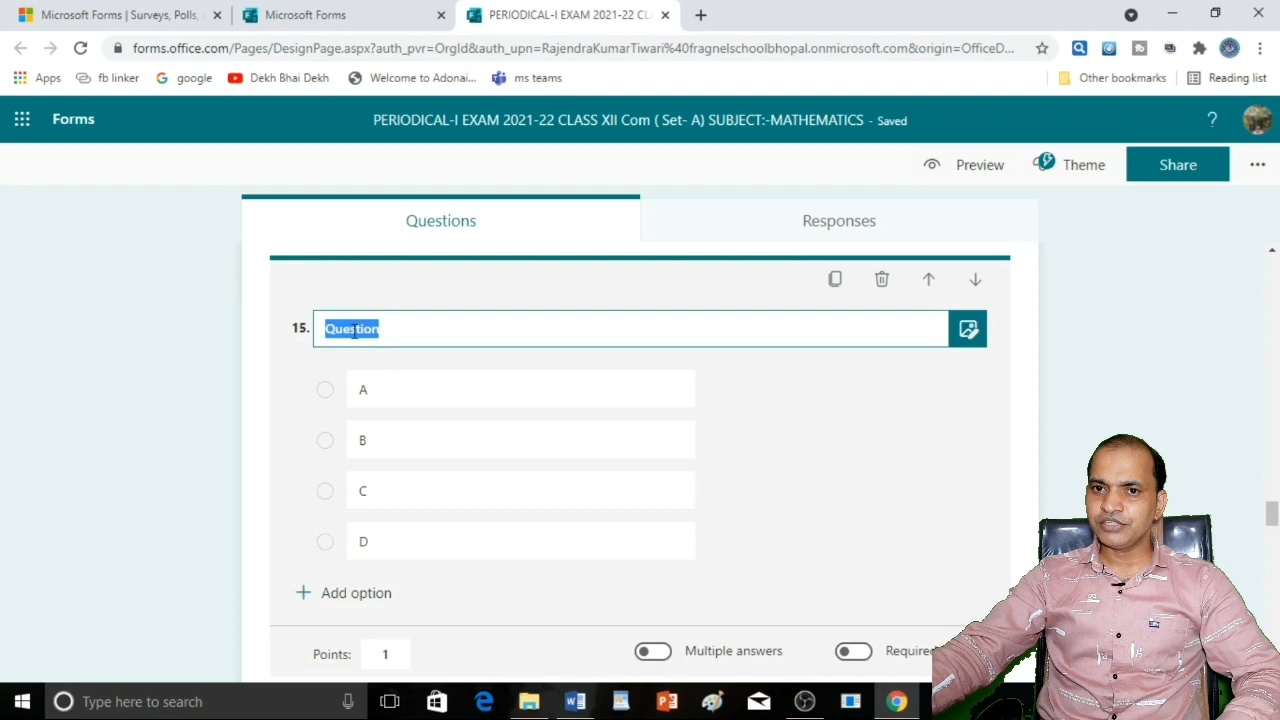 Microsoft Forms | Surveys, Polls,
Microsoft Forms
PERIODICAL-I EXAM 2021-22 CL
forms.office.com/Pages/DesignPage.aspx?auth_pvr=OrgId&auth_upn=RajendraKumarTiwari%40fragnelschoolbhopal.onmicrosoft.com&origin=OfficeD...
Apps
fb linker
google
Dekh Bhai Dekh
Welcome to Adonai...
ms teams
Other bookmarks
Reading list
Forms
PERIODICAL-I EXAM 2021-22 CLASS XII Com ( Set- A) SUBJECT:-MATHEMATICS - Saved
?
Preview
Theme
Share
Questions
Responses
15. Question
A
B
C
D
+ Add option
Points: 1
Multiple answers
Required
Type here to search